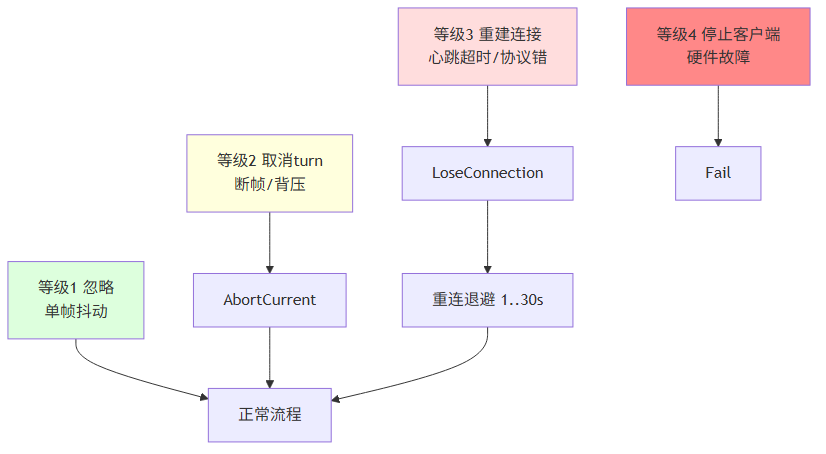 等级3 重建连接
心跳超时/协议错
等级4 停止客户端
硬件故障
等级2 取消turn
断帧/背压
LoseConnection
Fail
等级1 忽略
单帧抖动
AbortCurrent
重连退避 1..30s
正常流程